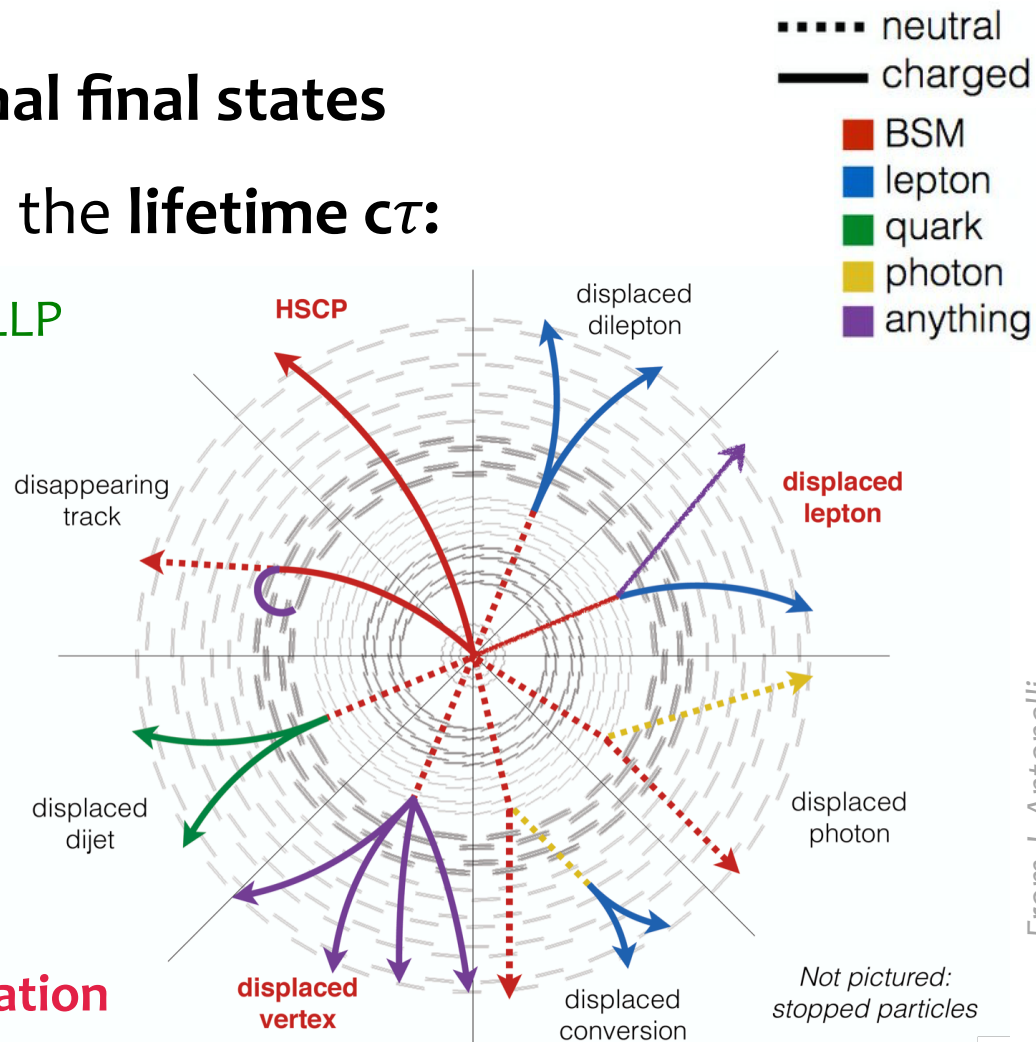 neutral
charged
nal final states
BSM
lepton
the lifetime cτ:
quark
photon
LLP
anything
HSCP
displaced
dilepton
disappearing
track
displaced
lepton
displaced
dijet
displaced
photon
ation
displaced
vertex
displaced
conversion
Not pictured:
stopped particles